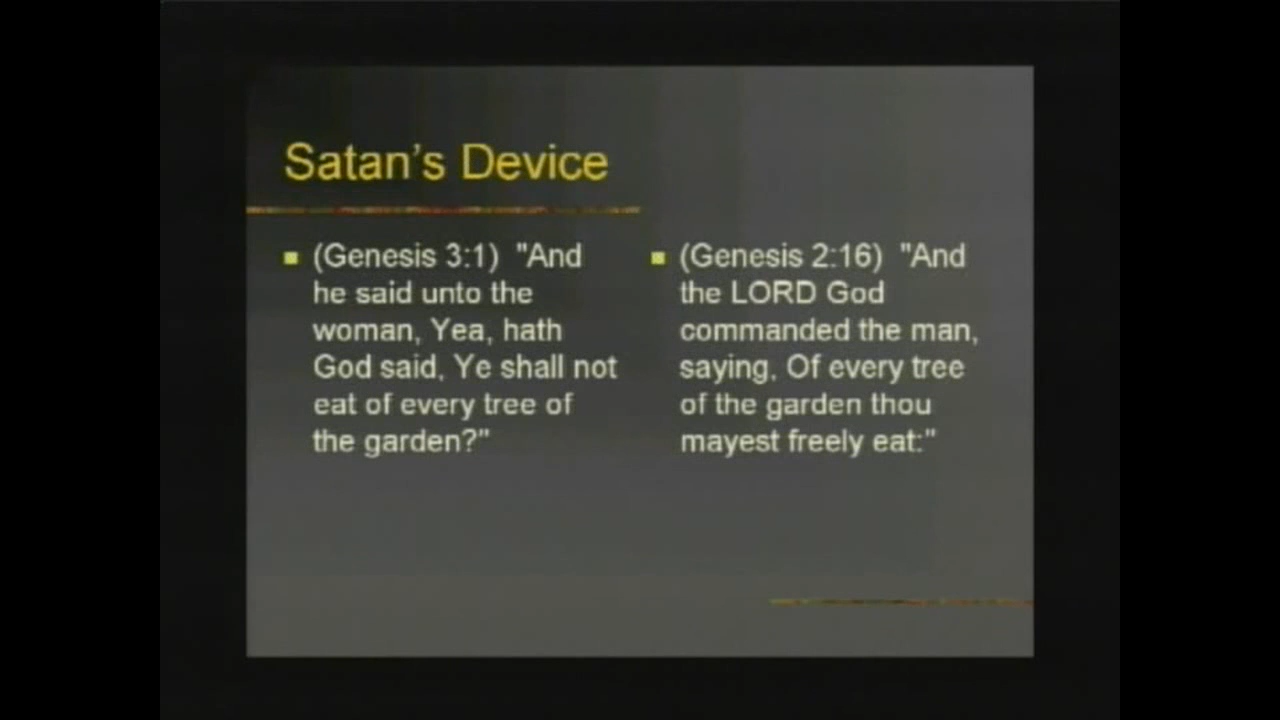 Satan's Device
(Genesis 3:1) "And
he said unto the
woman, Yea, hath
God said, Ye shall not
eat of every tree of
the garden?"
(Genesis 2:16) "And
the LORD God
commanded the man,
saying, Of every tree
of the garden thou
mayest freely eat:"